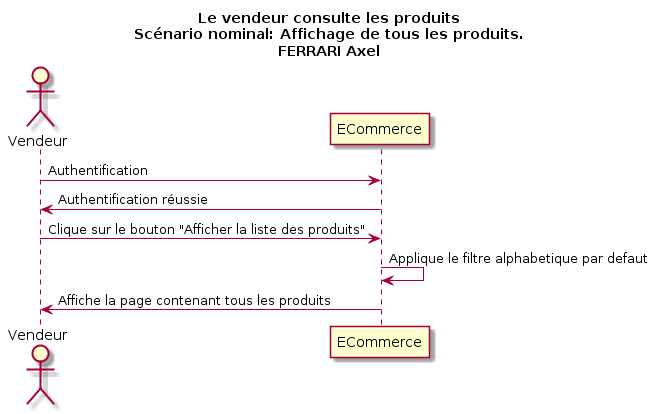 Le vendeur consulte les produits
Scénario nominal: Affichage de tous les produits.
FERRARI Axel
Vendeur
ECommerce
Authentification
Authentification réussie
Clique sur le bouton "Afficher la liste des produits"
Applique le filtre alphabetique par defaut
Affiche la page contenant tous les produits
Vendeur
ECommerce